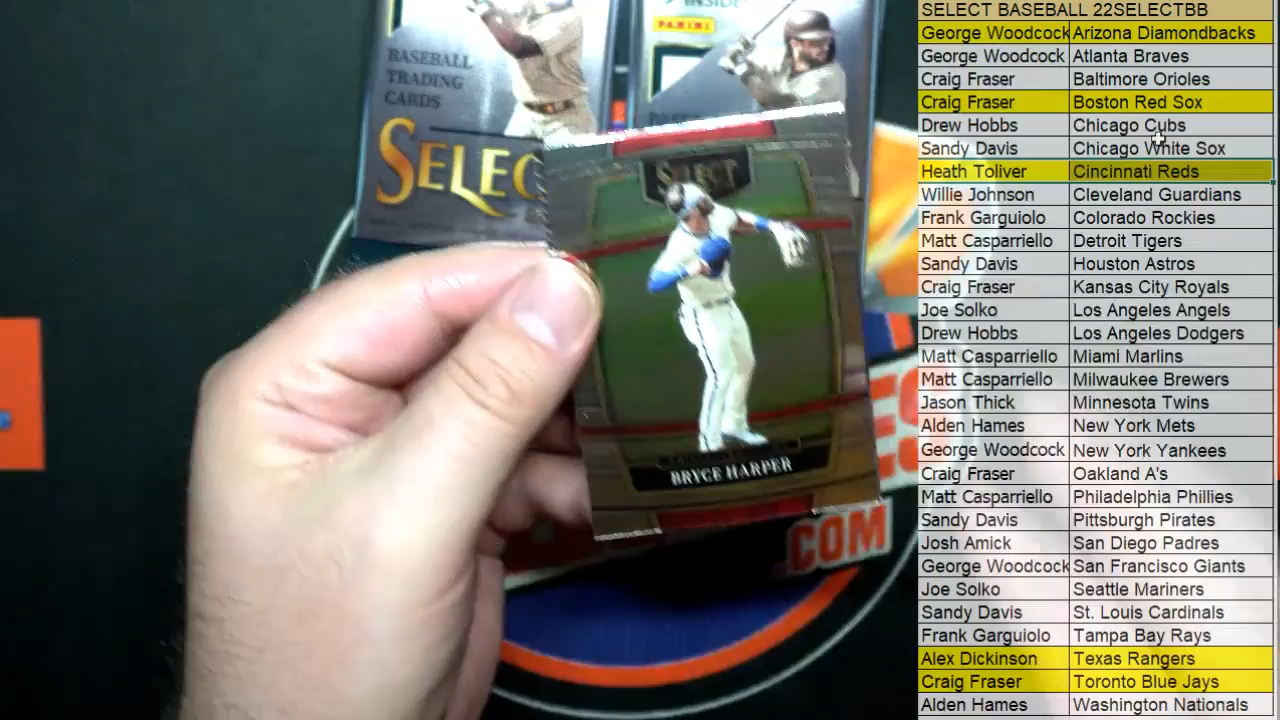 INSIDE
PANINI
BASEBALL
TRADING
CARDS
SELEC
SELECT
BRYCE HARPER
.COM
SELECT BASEBALL 22SELECTBB
George Woodcock Arizona Diamondbacks
George Woodcock Atlanta Braves
Craig Fraser Baltimore Orioles
Craig Fraser Boston Red Sox
Drew Hobbs Chicago Cubs
Sandy Davis Chicago White Sox
Heath Toliver Cincinnati Reds
Willie Johnson Cleveland Guardians
Frank Garguiolo Colorado Rockies
Matt Casparriello Detroit Tigers
Sandy Davis Houston Astros
Craig Fraser Kansas City Royals
Joe Solko Los Angeles Angels
Drew Hobbs Los Angeles Dodgers
Matt Casparriello Miami Marlins
Matt Casparriello Milwaukee Brewers
Jason Thick Minnesota Twins
Alden Hames New York Mets
George Woodcock New York Yankees
Craig Fraser Oakland A's
Matt Casparriello Philadelphia Phillies
Sandy Davis Pittsburgh Pirates
Josh Amick San Diego Padres
George Woodcock San Francisco Giants
Joe Solko Seattle Mariners
Sandy Davis St. Louis Cardinals
Frank Garguiolo Tampa Bay Rays
Alex Dickinson Texas Rangers
Craig Fraser Toronto Blue Jays
Alden Hames Washington Nationals